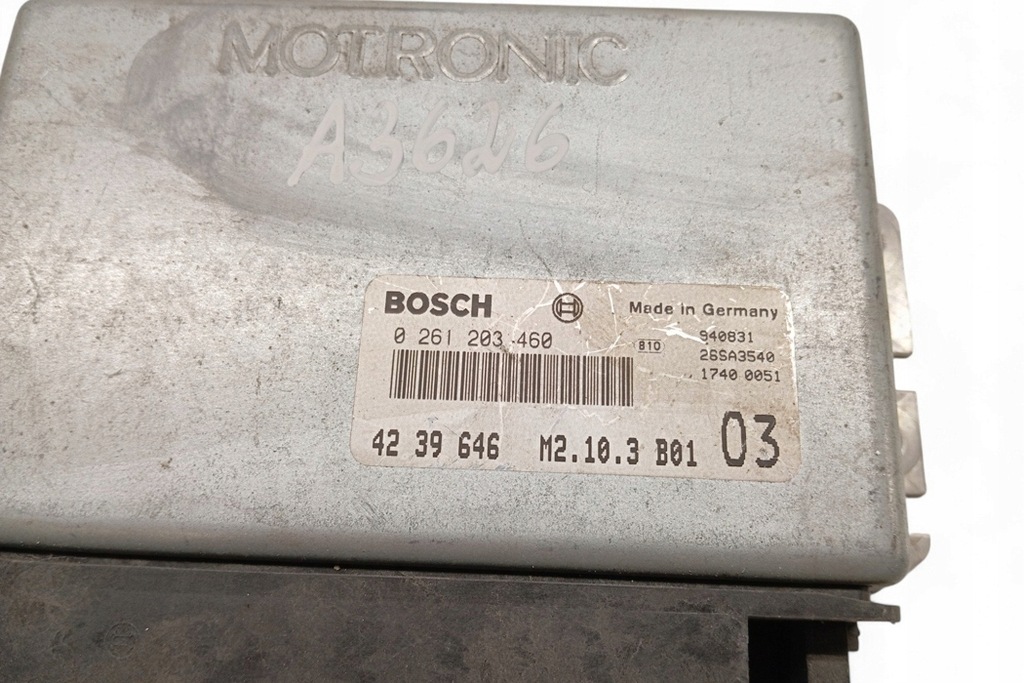 MOTRONIC
A3626
BOSCH Made in Germany
0 261 203 460 810 940831
26SA3540
1740 0051
42 39 646 M2.10.3 B01 03